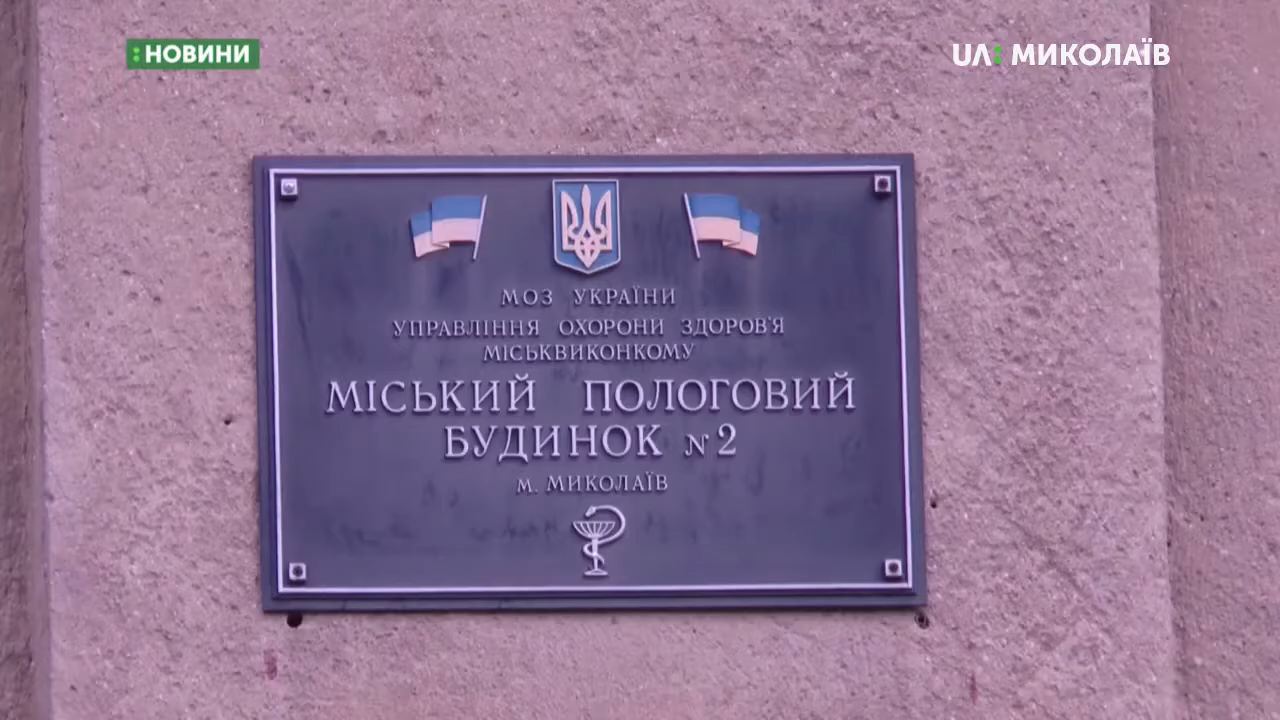 :НОВИНИ
UA: МИКОЛАЇВ
МОЗ УКРАЇНИ
УПРАВЛІННЯ ОХОРОНИ ЗДОРОВ'Я
МІСЬКВИКОНКОМУ
МІСЬКИЙ ПОЛОГОВИЙ
БУДИНОК №2
м. МИКОЛАЇВ